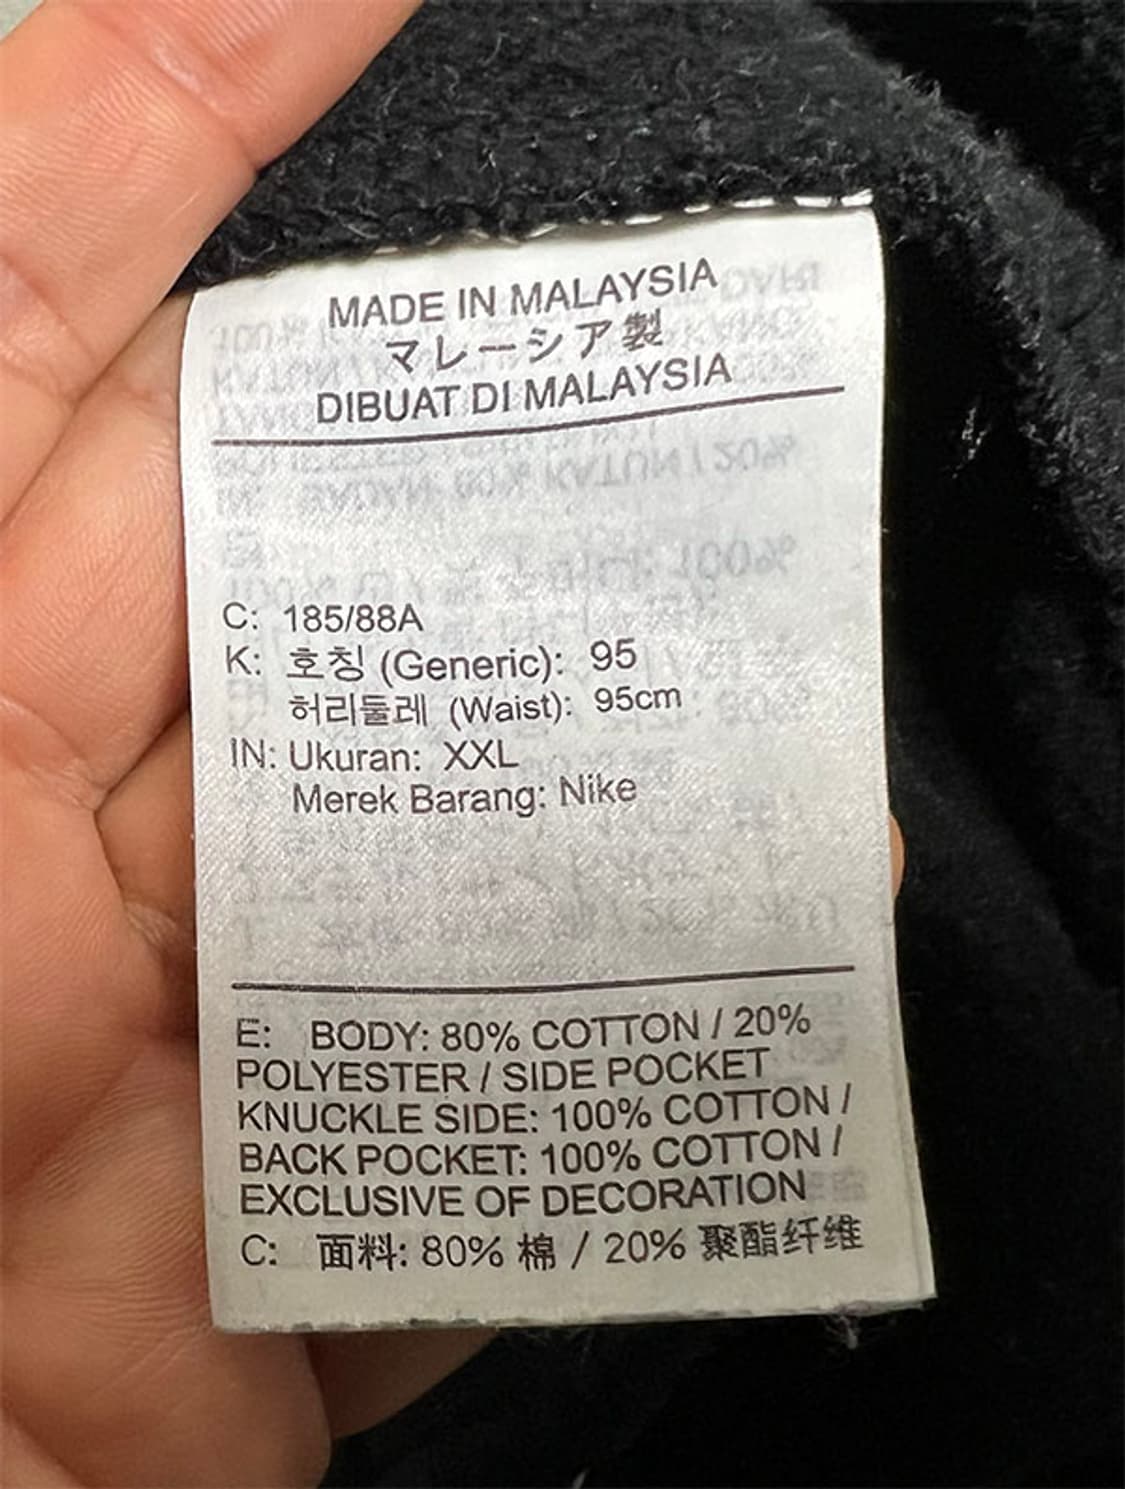 MADE IN MALAYSIA
マレーシア製
DIBUAT DI MALAYSIA
C: 185/88A
K: 호칭 (Generic): 95
허리둘레 (Waist): 95cm
IN: Ukuran: XXL
Merek Barang: Nike
E: BODY: 80% COTTON / 20%
POLYESTER / SIDE POCKET
KNUCKLE SIDE: 100% COTTON /
BACK POCKET: 100% COTTON /
EXCLUSIVE OF DECORATION
C: 面料: 80% 棉 / 20% 聚酯纤维